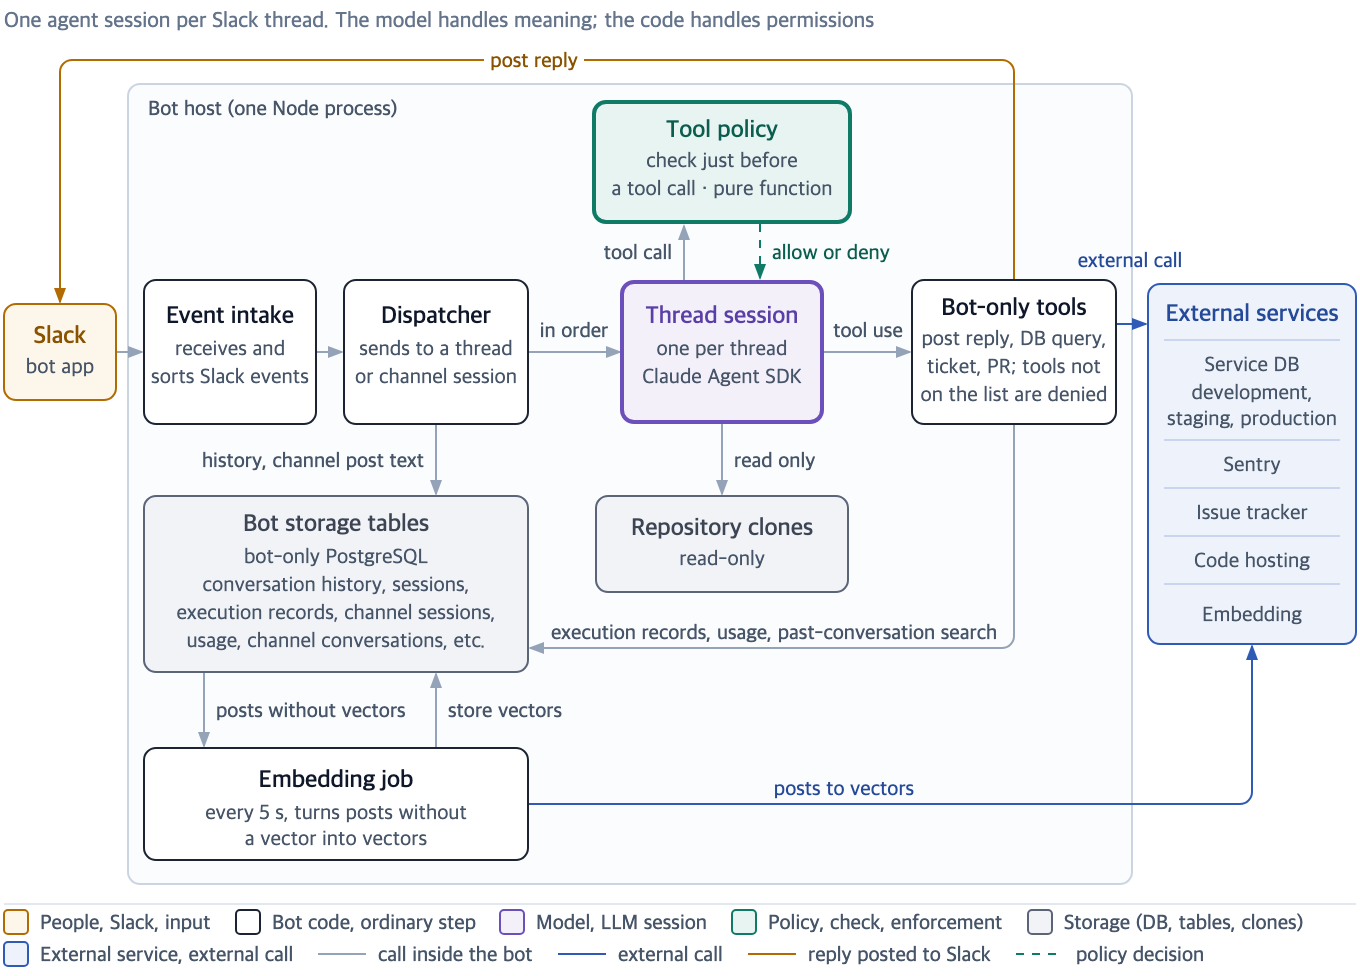 One agent session per Slack thread. The model handles meaning; the code handles permissions
post reply
Bot host (one Node process)
Tool policy
check just before
a tool call · pure function
tool call
allow or deny
external call
Slack
bot app
Event intake
receives and
sorts Slack events
Dispatcher
sends to a thread
or channel session
in order
Thread session
one per thread
Claude Agent SDK
tool use
Bot-only tools
post reply, DB query,
ticket, PR; tools not
on the list are denied
External services
Service DB
development,
staging, production
Sentry
Issue tracker
Code hosting
Embedding
history, channel post text
read only
Bot storage tables
bot-only PostgreSQL
conversation history, sessions,
execution records, channel sessions,
usage, channel conversations, etc.
Repository clones
read-only
execution records, usage, past-conversation search
posts without vectors
store vectors
Embedding job
every 5 s, turns posts without
a vector into vectors
posts to vectors
People, Slack, input
Bot code, ordinary step
Model, LLM session
Policy, check, enforcement
Storage (DB, tables, clones)
External service, external call
call inside the bot
external call
reply posted to Slack
policy decision